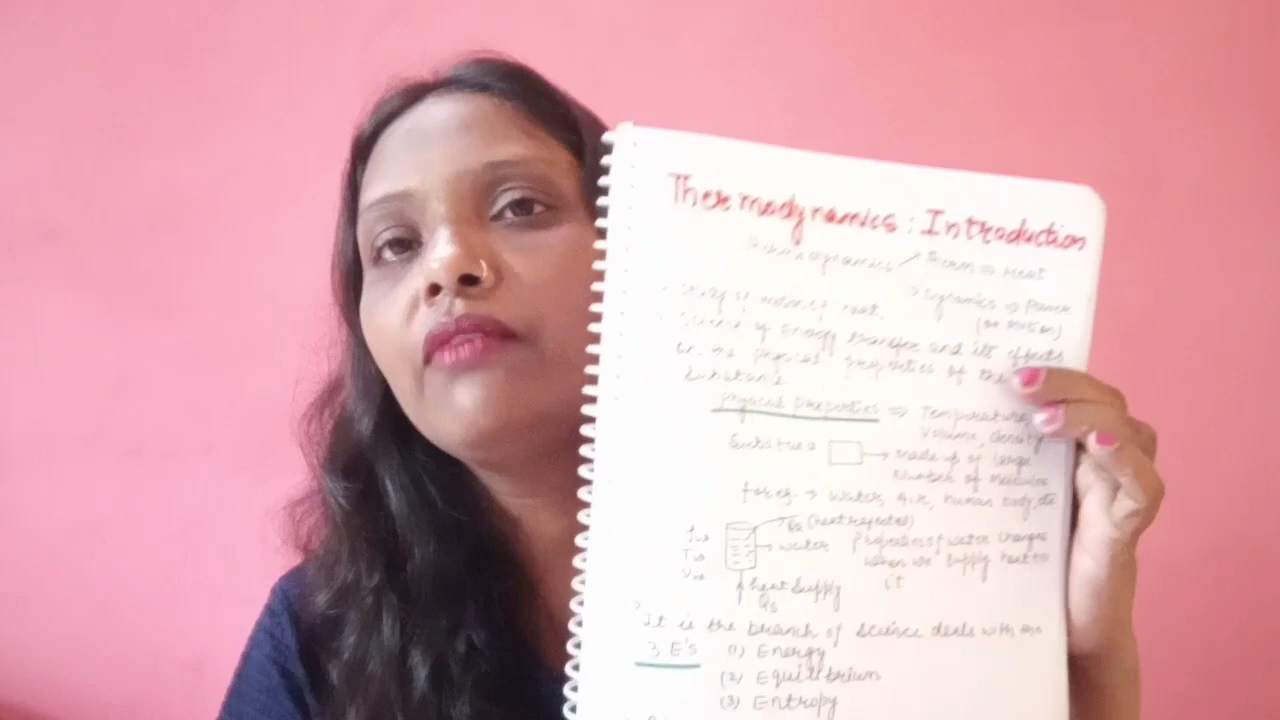 Thermodynamics : Introduction
Thermodynamics → Therm ⇒ Heat
→ Dynamics ⇒ Power
(or Motion)
Study of motion of heat.
Science of Energy transfer and its effects
on the physical properties of the
Substance
Physical Properties ⇒ Temperature,
Volume, density
Substance → made up of large
Number of Molecules
for eg. → Water, Air, human body, etc
(heat rejected)
→ water
Properties of water changes
when we supply heat to
it
heat Supply
Qs
It is the branch of science deals with the
3 E's (1) Energy
(2) Equilibrium
(3) Entropy